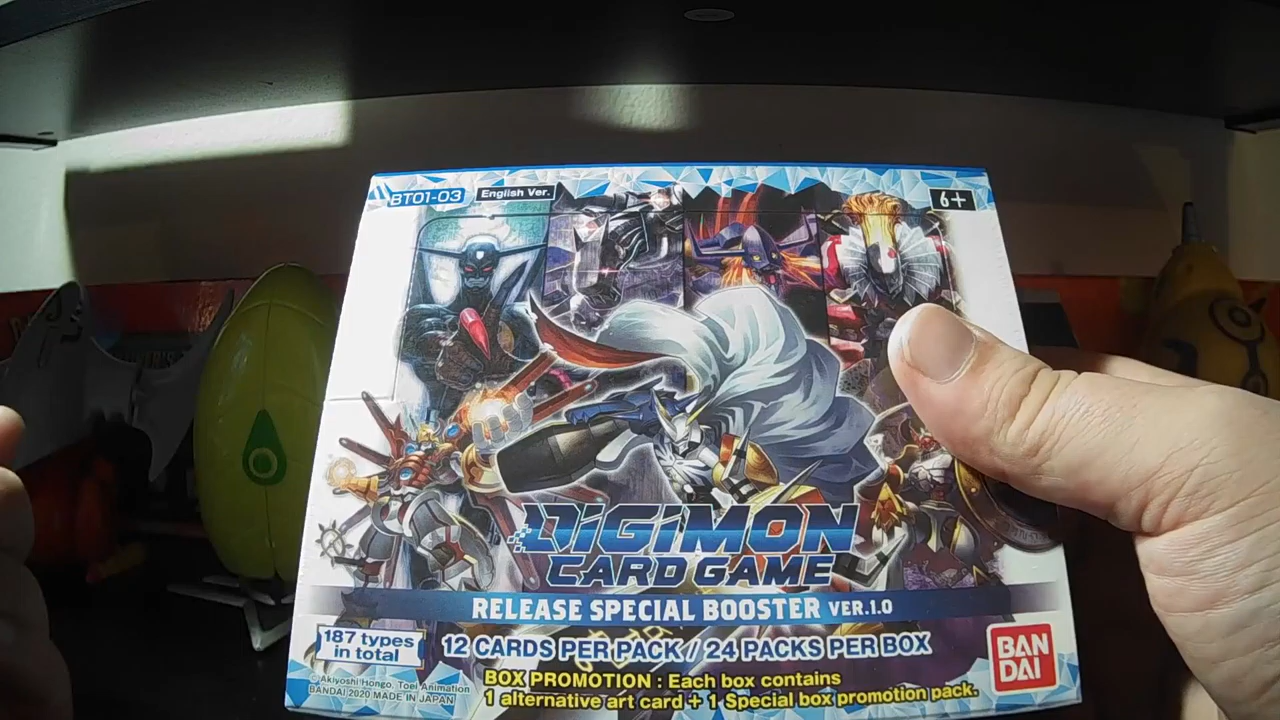 BT01-03
English Ver.
6+
DiGiMON
CARD GAME
RELEASE SPECIAL BOOSTER VER.1.0
187 types
in total
12 CARDS PER PACK / 24 PACKS PER BOX
BAN
DAI
© Akiyoshi Hongo, Toei Animation
BANDAI 2020 MADE IN JAPAN
BOX PROMOTION : Each box contains
1 alternative art card + 1 Special box promotion pack.